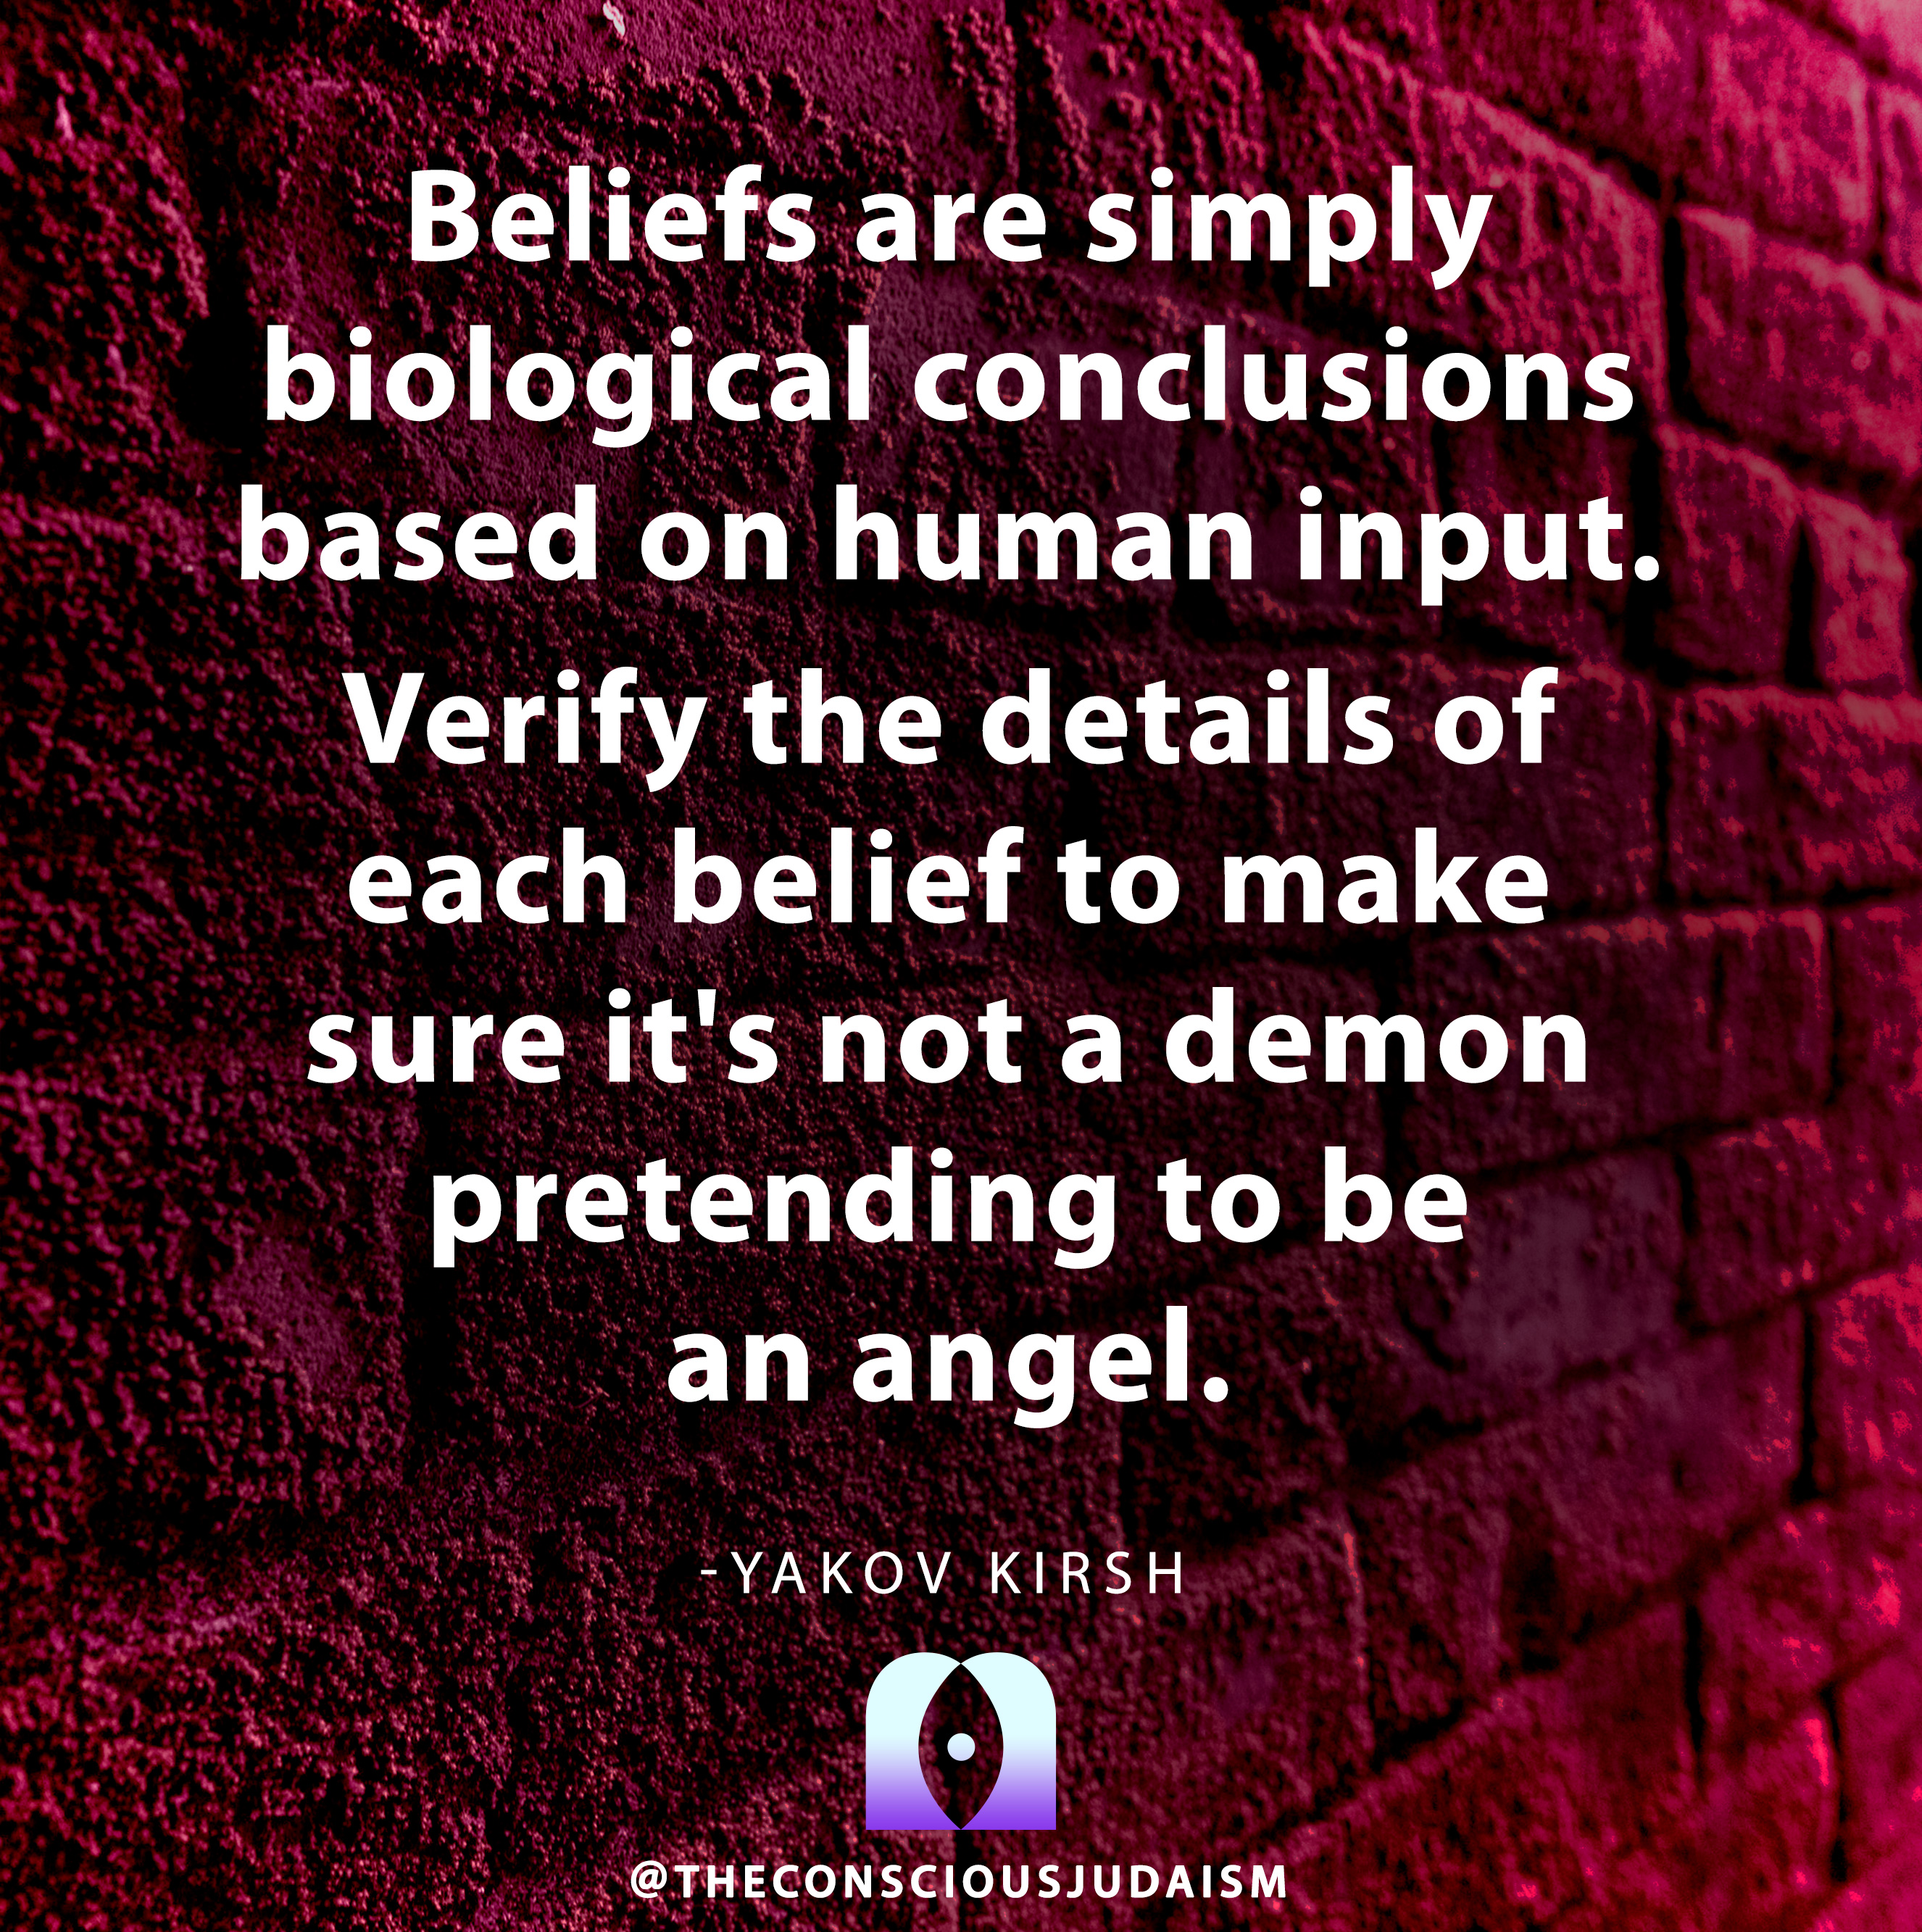 Beliefs are simply
biological conclusions
based on human input.
Verify the details of
each belief to make
sure it's not a demon
pretending to be
an angel.
-YAKOV KIRSH
@THECONSCIOUSJUDAISM